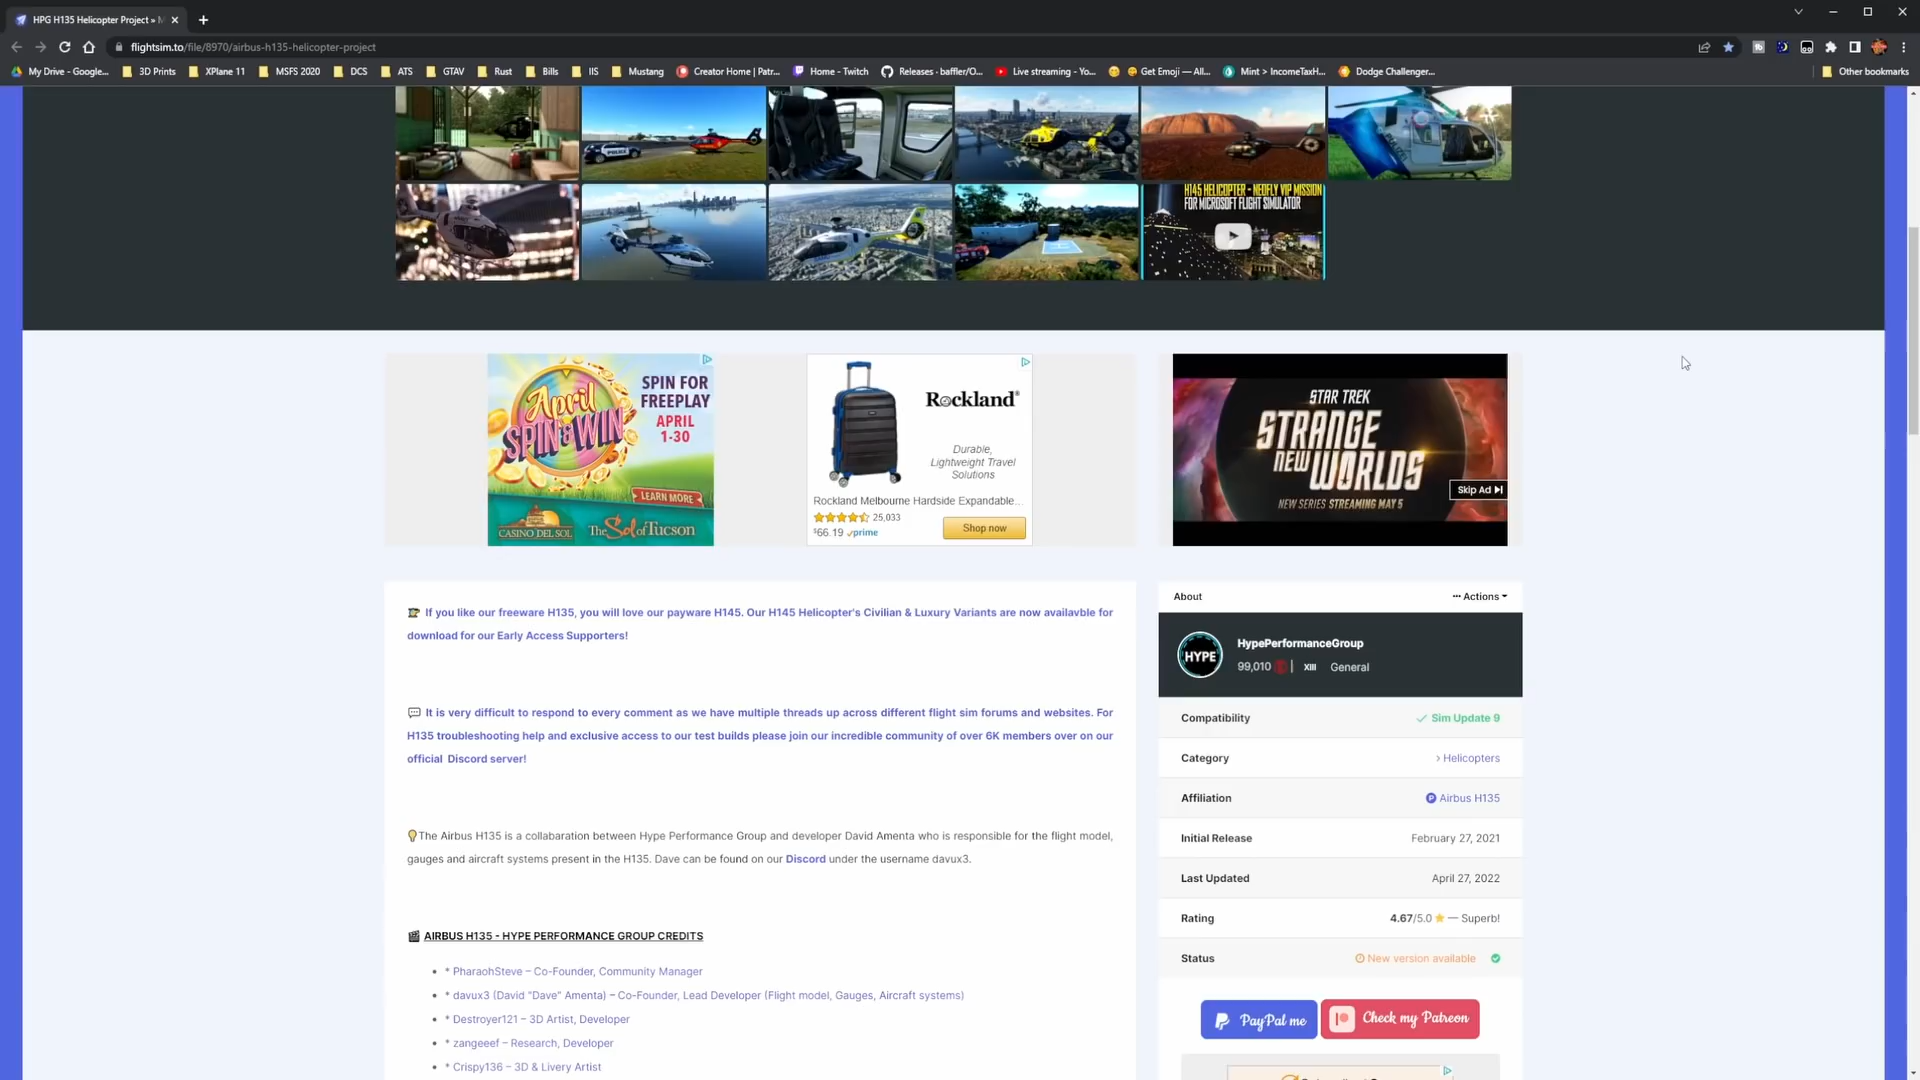 HPG H135 Helicopter Project » M
flightsim.to/file/8970/airbus-h135-helicopter-project
My Drive - Google...
3D Prints
XPlane 11
MSFS 2020
DCS
ATS
GTAV
Rust
Bills
IIS
Mustang
Creator Home | Patr...
Home - Twitch
Releases · baffler/O...
Live streaming - Yo...
Get Emoji — All...
Mint > IncomeTaxH...
Dodge Challenger...
Other bookmarks
POLICE
H145 HELICOPTER - NEOFLY VIP MISSION
FOR MICROSOFT FLIGHT SIMULATOR
April
SPIN & WIN
SPIN FOR
FREEPLAY
APRIL
1-30
LEARN MORE
CASINO DEL SOL
The Sol of Tucson
Rockland®
Durable,
Lightweight Travel
Solutions
Rockland Melbourne Hardside Expandable...
25,033
$66.19 prime
Shop now
STAR TREK
STRANGE
NEW WORLDS
NEW SERIES STREAMING MAY 5
Skip Ad
If you like our freeware H135, you will love our payware H145. Our H145 Helicopter's Civilian & Luxury Variants are now availavble for
download for our Early Access Supporters!
It is very difficult to respond to every comment as we have multiple threads up across different flight sim forums and websites. For
H135 troubleshooting help and exclusive access to our test builds please join our incredible community of over 6K members over on our
official Discord server!
The Airbus H135 is a collabaration between Hype Performance Group and developer David Amenta who is responsible for the flight model,
gauges and aircraft systems present in the H135. Dave can be found on our Discord under the username davux3.
AIRBUS H135 - HYPE PERFORMANCE GROUP CREDITS
• * PharaohSteve – Co-Founder, Community Manager
• * davux3 (David "Dave" Amenta) – Co-Founder, Lead Developer (Flight model, Gauges, Aircraft systems)
• * Destroyer121 – 3D Artist, Developer
• * zangeeef – Research, Developer
• * Crispy136 – 3D & Livery Artist
About
··· Actions
HYPE
HypePerformanceGroup
99,010 | XIII General
Compatibility
Sim Update 9
Category
› Helicopters
Affiliation
Airbus H135
Initial Release
February 27, 2021
Last Updated
April 27, 2022
Rating
4.67/5.0 — Superb!
Status
New version available
PayPal me
Check my Patreon